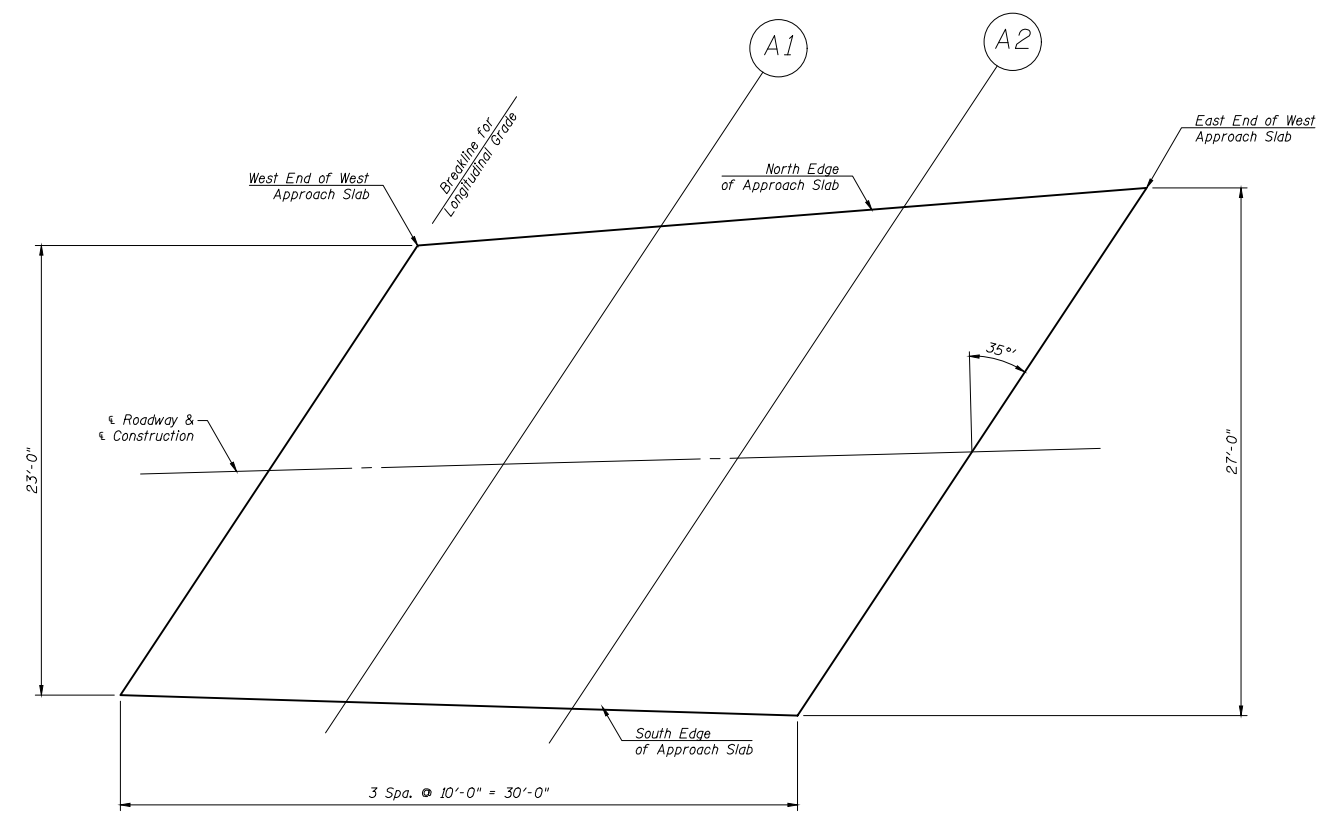 A1
A2
East End of West
Approach Slab
Breakline for
Longitudinal Grade
North Edge
of Approach Slab
West End of West
Approach Slab
35°'
℄ Roadway &
℄ Construction
23'-0"
27'-0"
South Edge
of Approach Slab
3 Spa. @ 10'-0" = 30'-0"